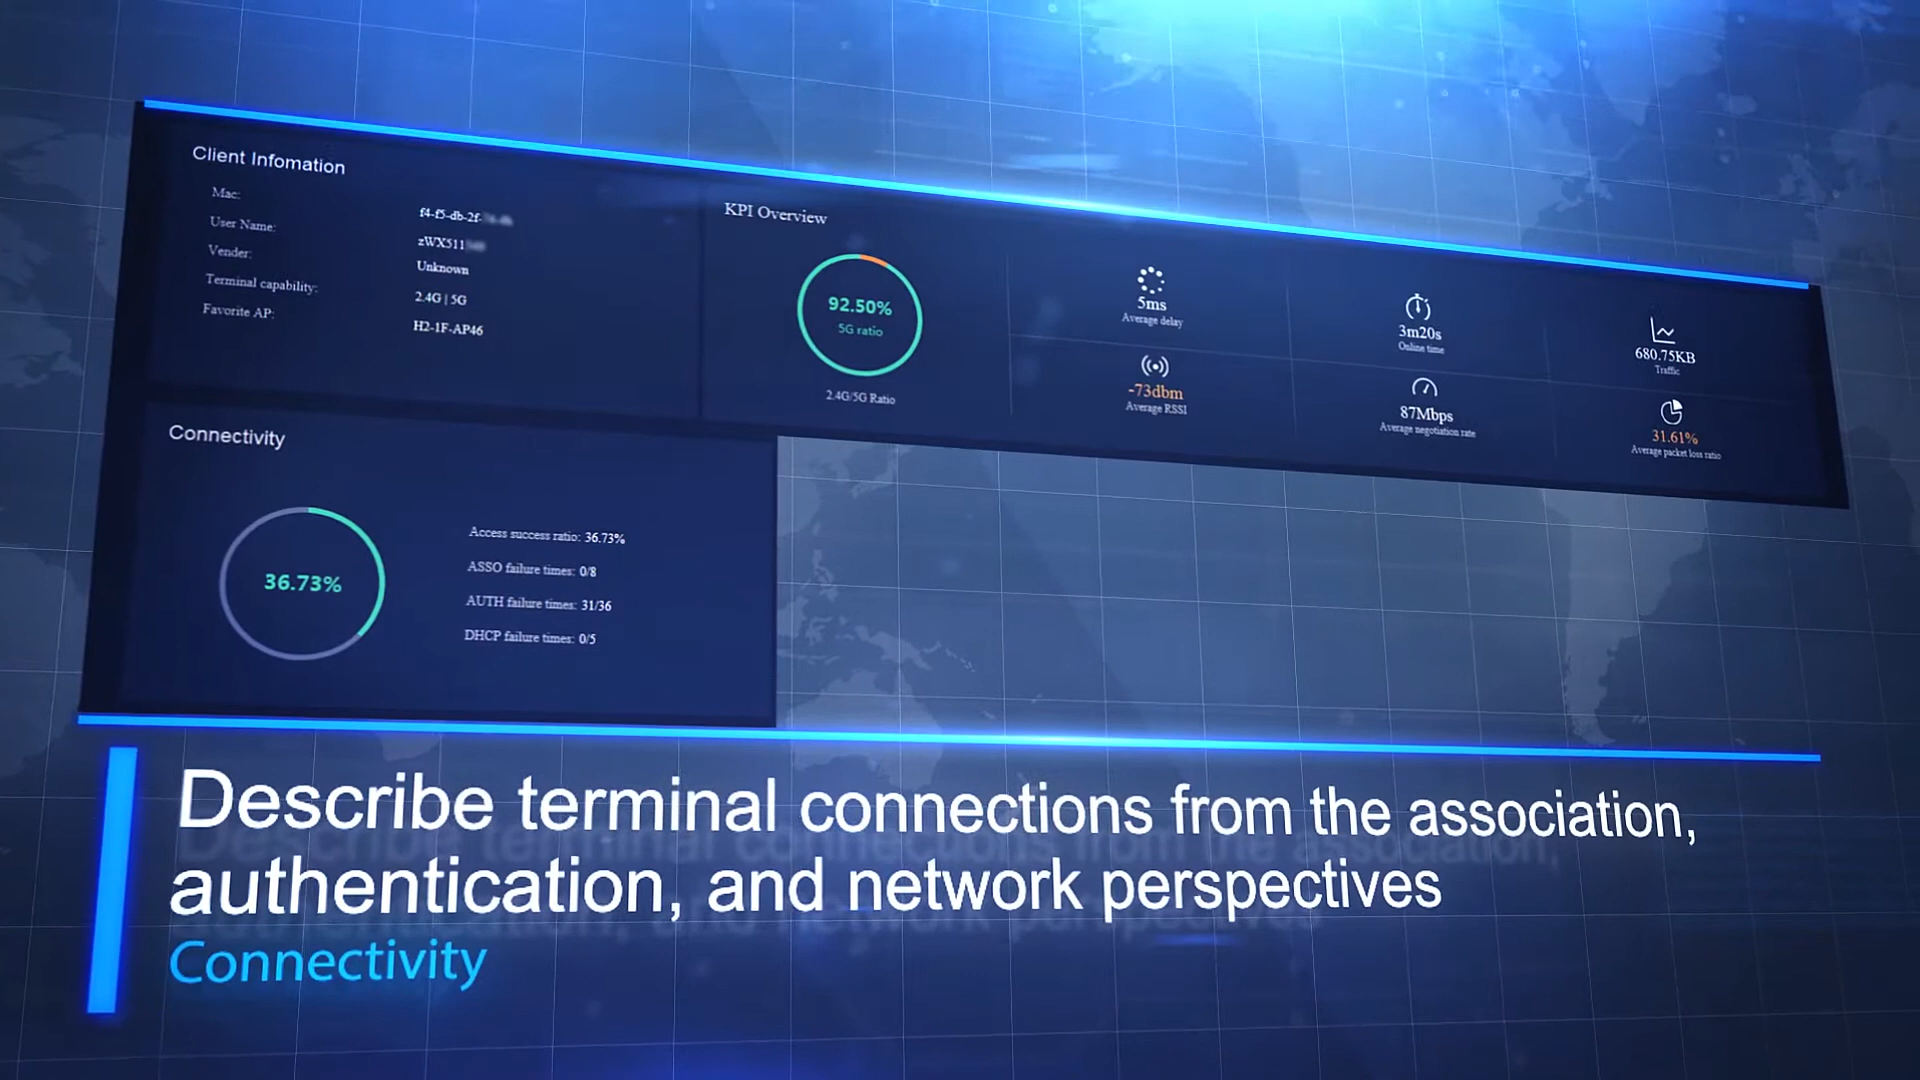 Client Infomation
Mac: f4-f5-db-2f-
User Name: zWX511
Vender: Unknown
Terminal capability: 2.4G | 5G
Favorite AP: H2-1F-AP46
KPI Overview
92.50%
5G ratio
2.4G/5G Ratio
5ms
Average delay
3m20s
Online time
680.75KB
Traffic
-73dbm
Average RSSI
87Mbps
Average negotiation rate
31.61%
Average packet loss ratio
Connectivity
36.73%
Access success ratio: 36.73%
ASSO failure times: 0/8
AUTH failure times: 31/36
DHCP failure times: 0/5
Describe terminal connections from the association,
authentication, and network perspectives
Connectivity